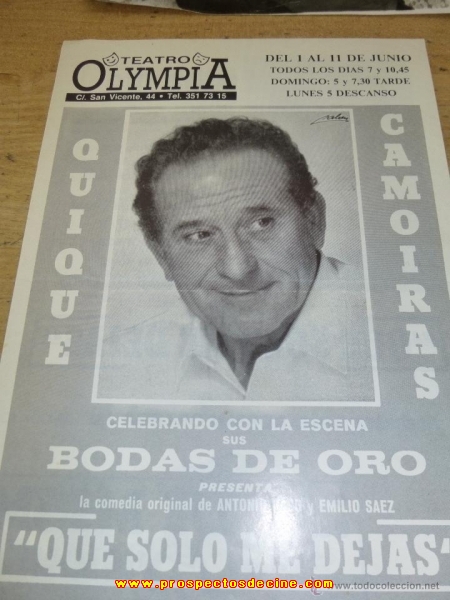 TEATRO
OLYMPIA
C/. San Vicente, 44 • Tel. 351 73 15
DEL 1 AL 11 DE JUNIO
TODOS LOS DIAS 7 y 10,45
DOMINGO: 5 y 7,30 TARDE
LUNES 5 DESCANSO
QUIQUE
CAMOIRAS
CELEBRANDO CON LA ESCENA
SUS
BODAS DE ORO
PRESENTA
la comedia original de ANTONIO y EMILIO SAEZ
"QUE SOLO ME DEJAS"
www.prospectosdecine.com
todocoleccion.net